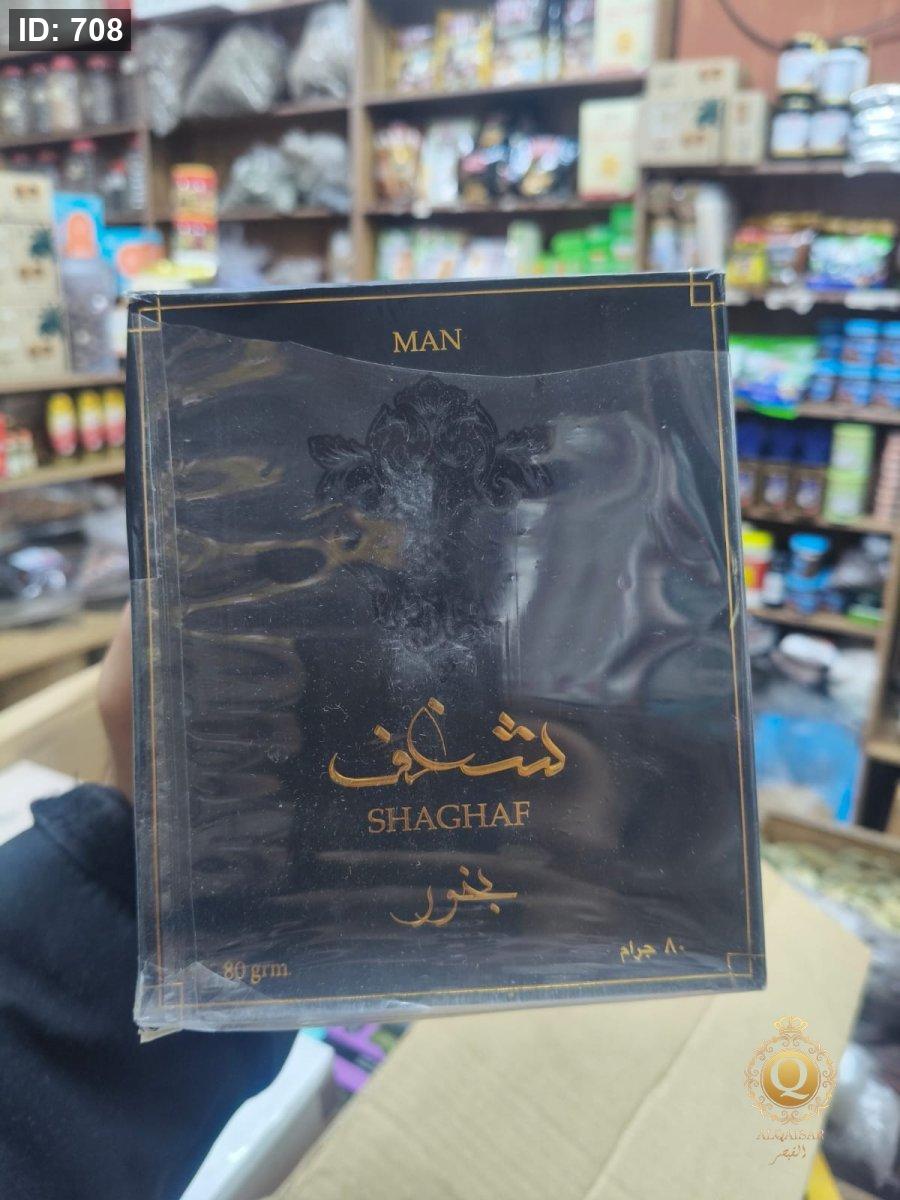 ID: 708
MAN
شغف
SHAGHAF
بخور
80 grm
٨٠ جرام
Q
ALQAISAR
القيصر